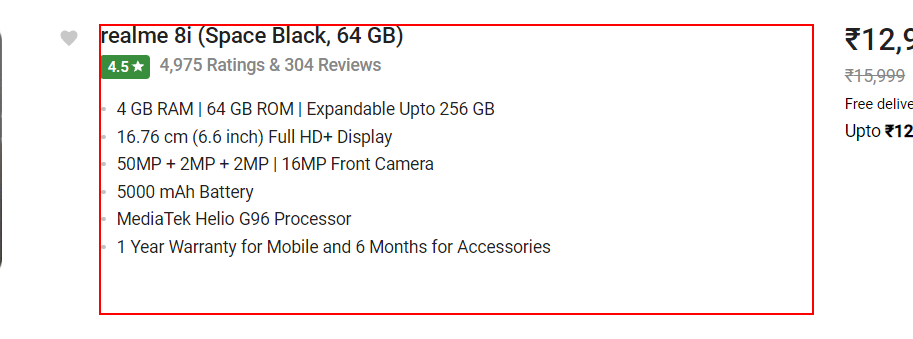 realme 8i (Space Black, 64 GB)
4.5★ 4,975 Ratings & 304 Reviews
4 GB RAM | 64 GB ROM | Expandable Upto 256 GB
16.76 cm (6.6 inch) Full HD+ Display
50MP + 2MP + 2MP | 16MP Front Camera
5000 mAh Battery
MediaTek Helio G96 Processor
1 Year Warranty for Mobile and 6 Months for Accessories
₹15,999
Free
Upto